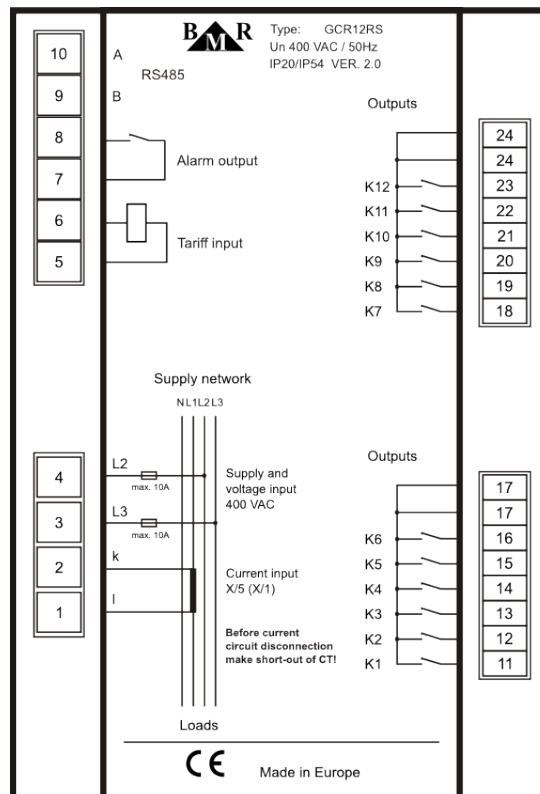 BMR
Type: GCR12RS
Un 400 VAC / 50Hz
IP20/IP54 VER. 2.0
10
9
8
7
6
5
A
RS485
B
Alarm output
Tariff input
Outputs
K12
K11
K10
K9
K8
K7
24
24
23
22
21
20
19
18
Supply network
N L1 L2 L3
4
3
2
1
L2
max. 10A
L3
max. 10A
k
l
Supply and
voltage input
400 VAC
Current input
X/5 (X/1)
Before current
circuit disconnection
make short-out of CT!
Loads
Outputs
K6
K5
K4
K3
K2
K1
17
17
16
15
14
13
12
11
CE
Made in Europe